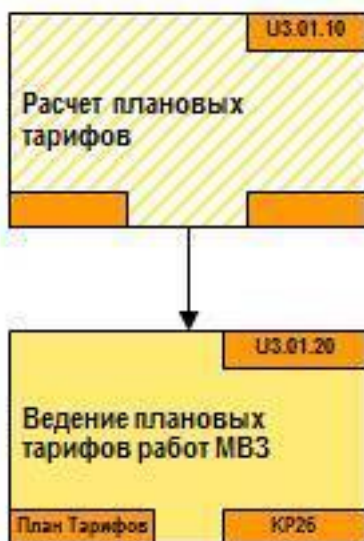 U3.01.10
Расчет плановых
тарифов
U3.01.20
Ведение плановых
тарифов работ МВЗ
План Тарифов
KP26